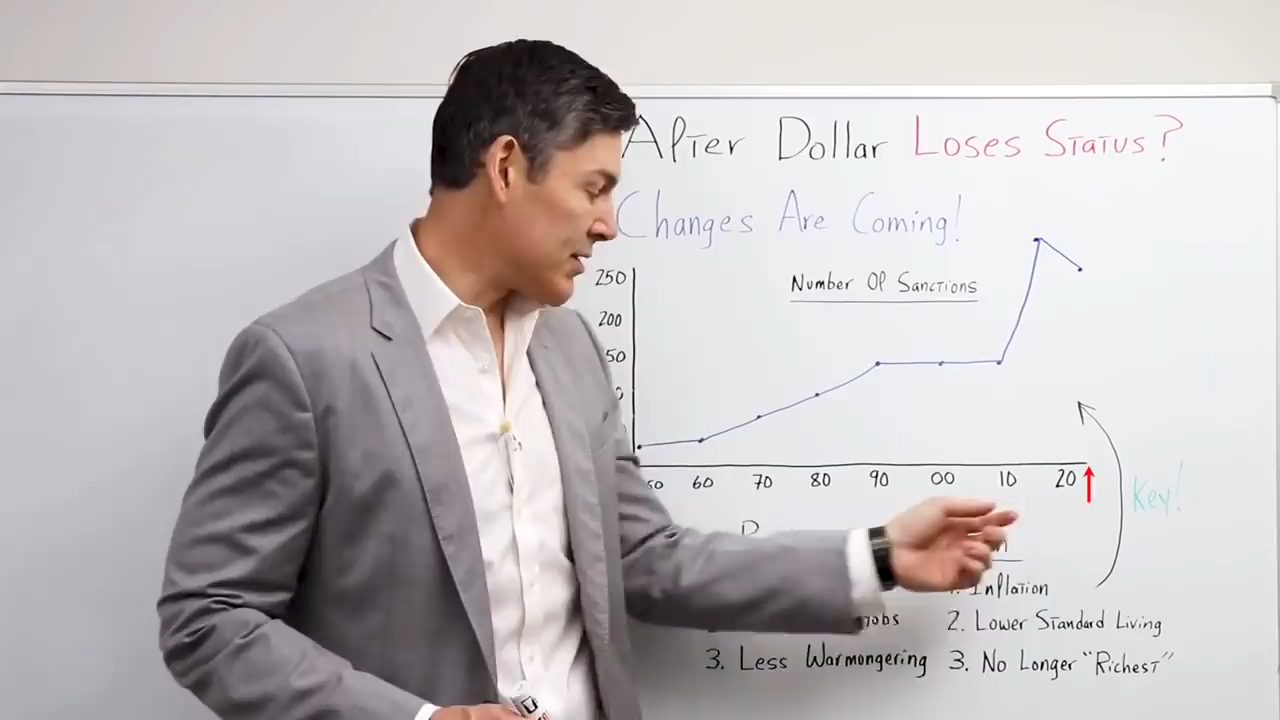 After Dollar Loses Status?
Changes Are Coming!
Number Of Sanctions
250
200
50
60 70 80 90 00 10 20
Key!
1. Inflation
Jobs 2. Lower Standard Living
3. Less Warmongering 3. No Longer "Richest"